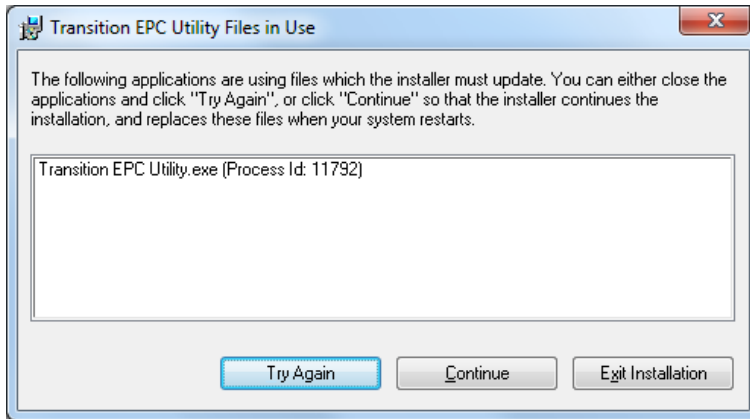 Transition EPC Utility Files in Use
The following applications are using files which the installer must update. You can either close the
applications and click "Try Again", or click "Continue" so that the installer continues the
installation, and replaces these files when your system restarts.
Transition EPC Utility.exe (Process Id: 11792)
Try Again
Continue
Exit Installation